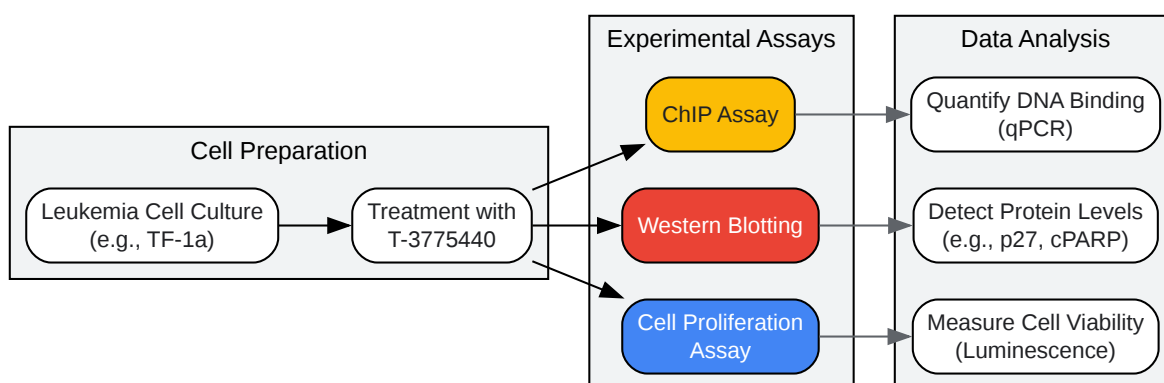 Cell Preparation
Leukemia Cell Culture
(e.g., TF-1a)
Treatment with
T-3775440
Experimental Assays
ChIP Assay
Western Blotting
Cell Proliferation
Assay
Data Analysis
Quantify DNA Binding
(qPCR)
Detect Protein Levels
(e.g., p27, cPARP)
Measure Cell Viability
(Luminescence)